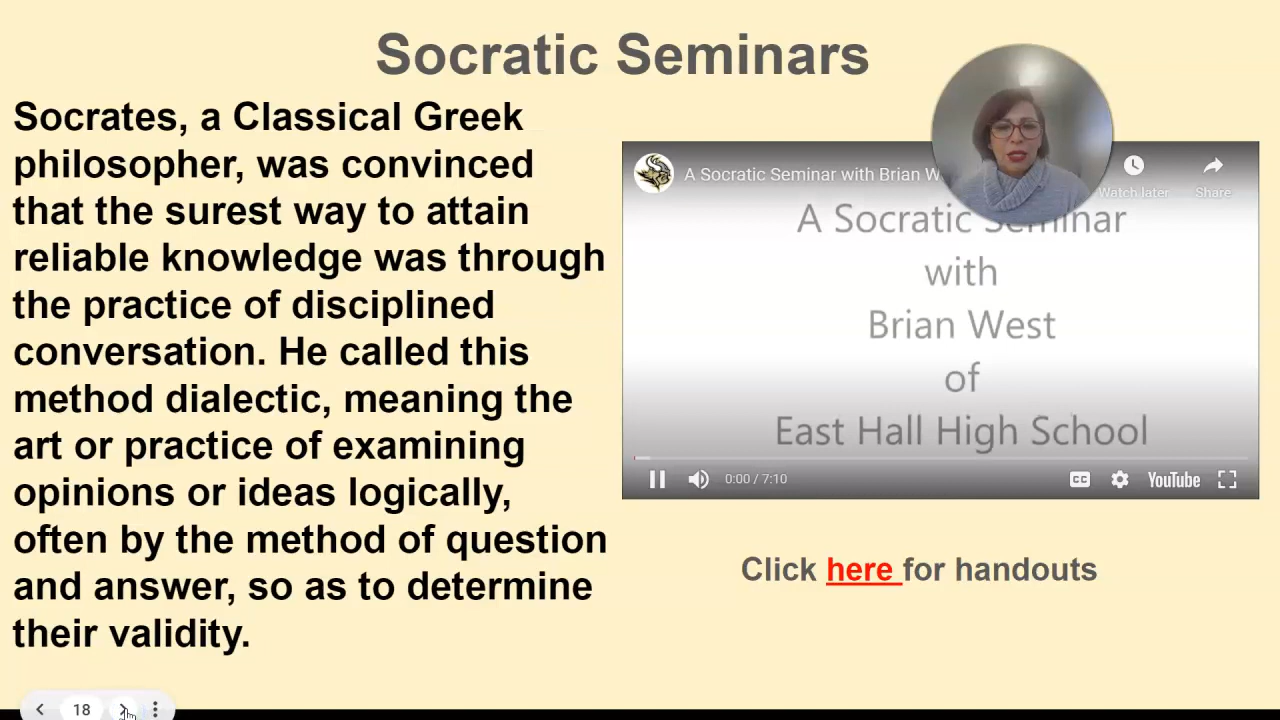 Socratic Seminars
Socrates, a Classical Greek
philosopher, was convinced
that the surest way to attain
reliable knowledge was through
the practice of disciplined
conversation. He called this
method dialectic, meaning the
art or practice of examining
opinions or ideas logically,
often by the method of question
and answer, so as to determine
their validity.
A Socratic Seminar with Brian W
Watch later
Share
A Socratic Seminar
with
Brian West
of
East Hall High School
0:00 / 7:10
CC
YouTube
Click here for handouts
18